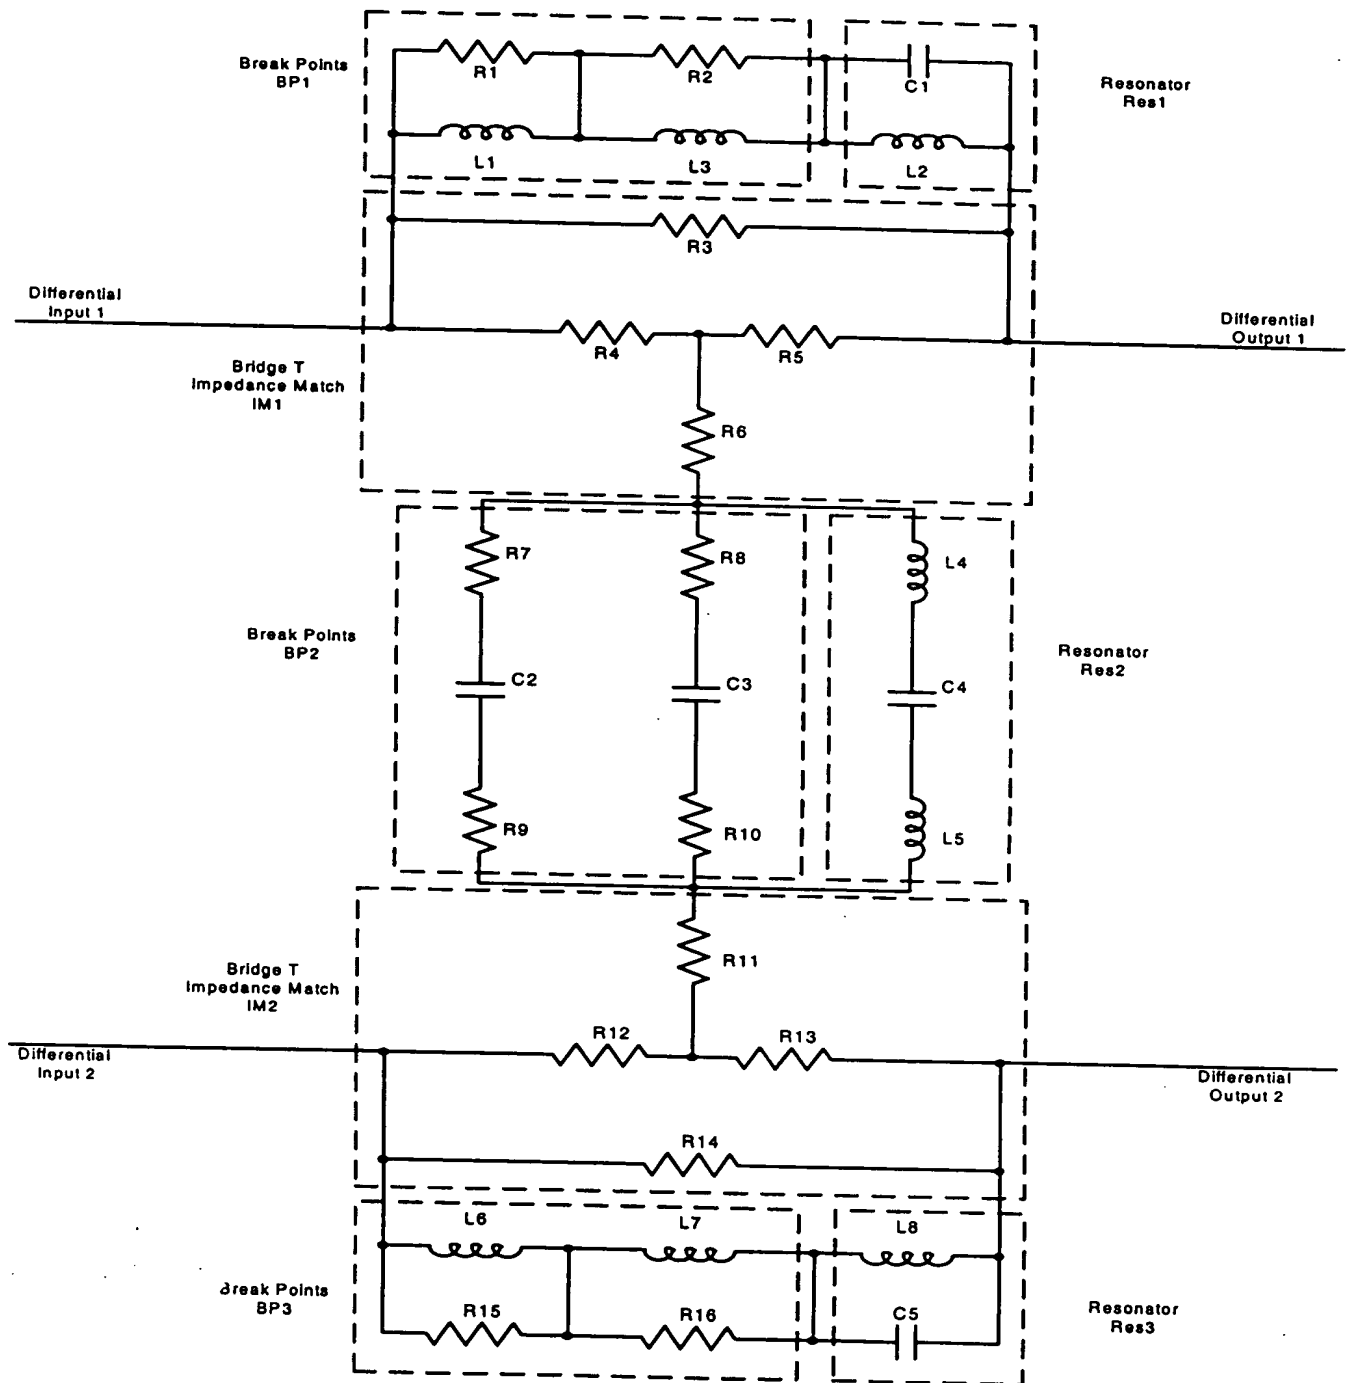 Break Points
BP1
R1
R2
C1
Resonator
Res1
L1
L3
L2
R3
Differential
Input 1
R4
R5
Differential
Output 1
Bridge T
Impedance Match
IM1
R6
R7
R8
L4
Break Points
BP2
C2
C3
C4
Resonator
Res2
R9
R10
L5
Bridge T
Impedance Match
IM2
R11
R12
R13
Differential
Input 2
Differential
Output 2
R14
L6
L7
L8
Break Points
BP3
R15
R16
C5
Resonator
Res3